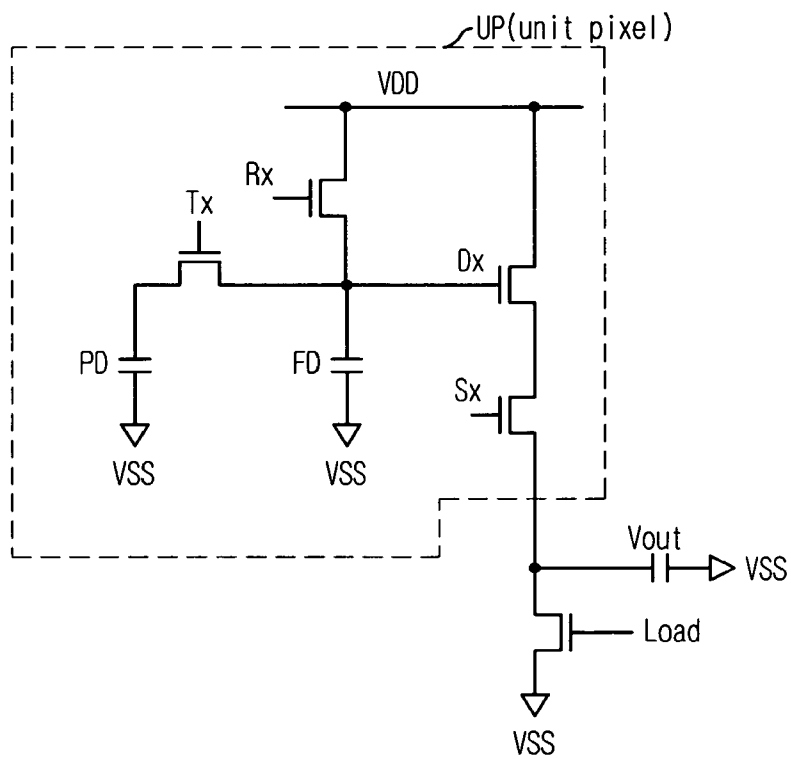 UP(unit pixel)
VDD
Rx
Tx
Dx
PD
FD
Sx
VSS
VSS
Vout
VSS
Load
VSS